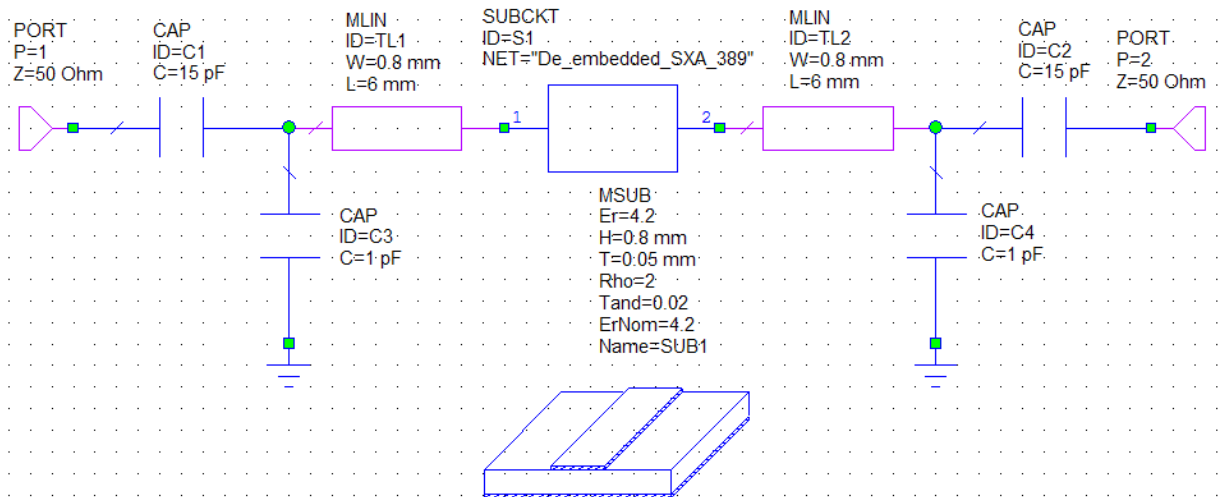 PORT
P=1
Z=50 Ohm
CAP
ID=C1
C=15 pF
MLIN
ID=TL1
W=0.8 mm
L=6 mm
SUBCKT
ID=S1
NET="De_embedded_SXA_389"
MLIN
ID=TL2
W=0.8 mm
L=6 mm
CAP
ID=C2
C=15 pF
PORT
P=2
Z=50 Ohm
1
2
CAP
ID=C3
C=1 pF
MSUB
Er=4.2
H=0.8 mm
T=0.05 mm
Rho=2
Tand=0.02
ErNom=4.2
Name=SUB1
CAP
ID=C4
C=1 pF